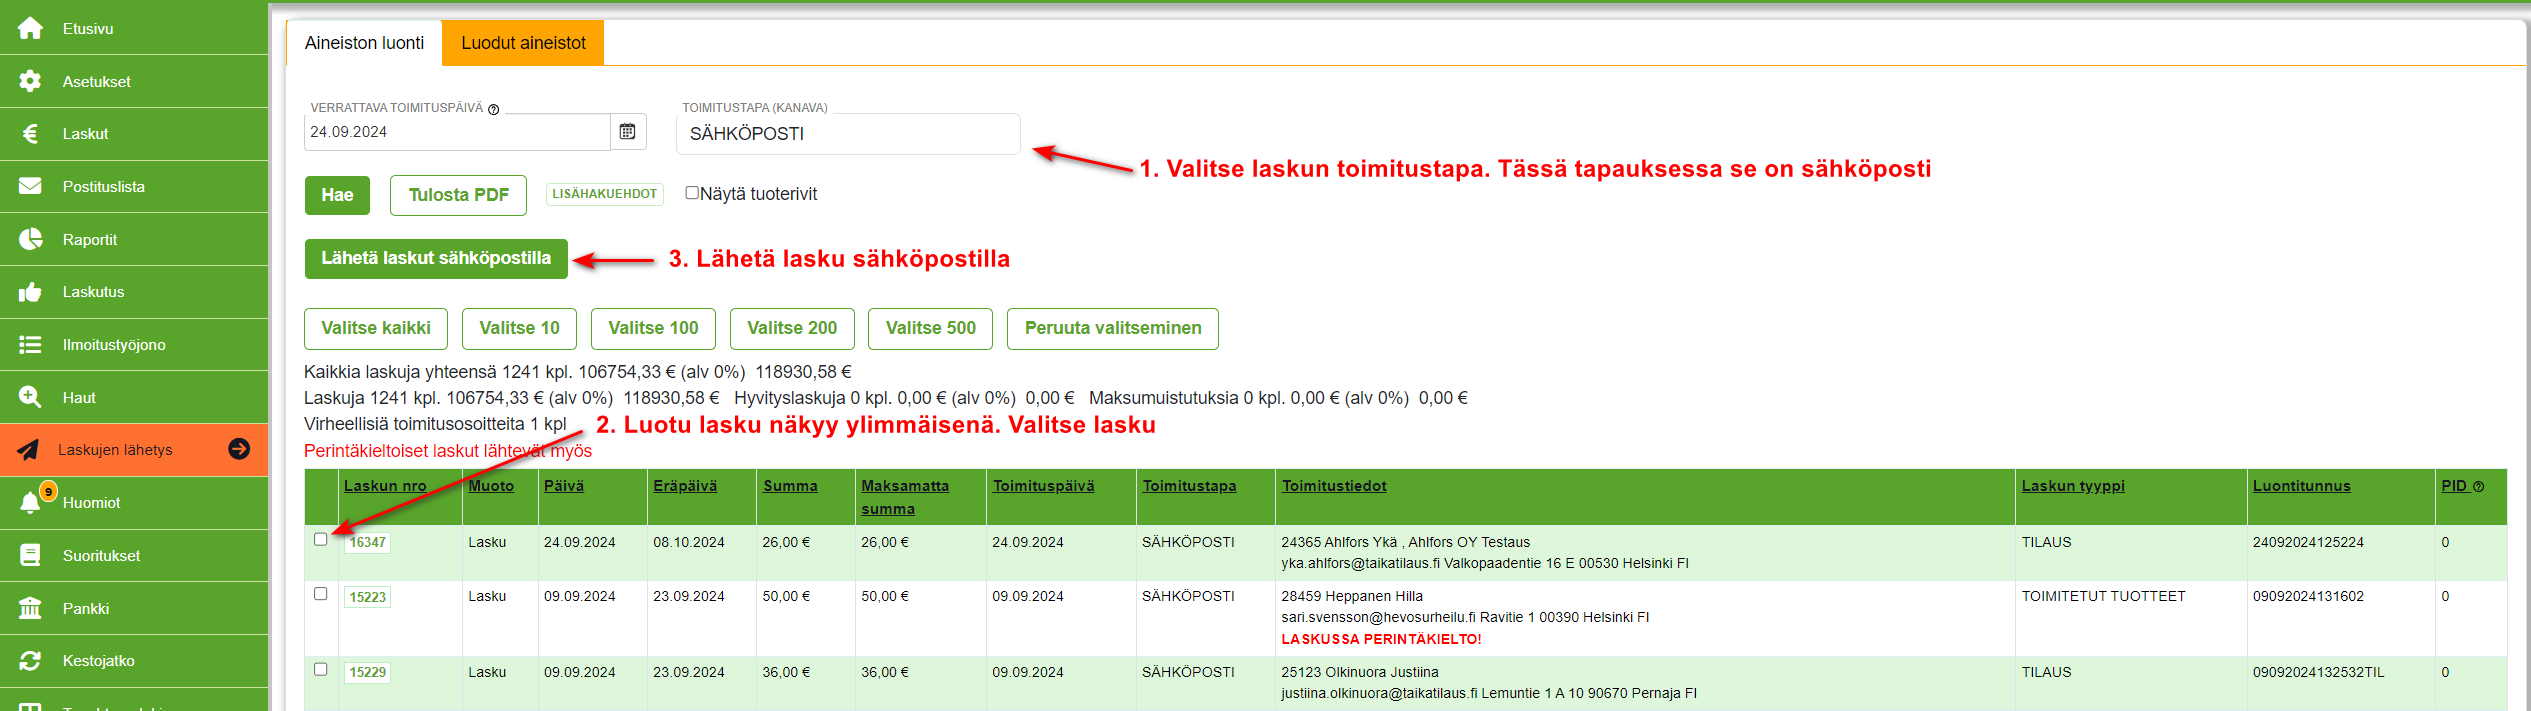 Etusivu
Asetukset
Laskut
Postituslista
Raportit
Laskutus
Ilmoitustyöjono
Haut
Laskujen lähetys
9
Huomiot
Suoritukset
Pankki
Kestojatko
Aineiston luonti
Luodut aineistot
VERRATTAVA TOIMITUSPÄIVÄ
TOIMITUSTAPA (KANAVA)
24.09.2024
SÄHKÖPOSTI
1. Valitse laskun toimitustapa. Tässä tapauksessa se on sähköposti
Hae
Tulosta PDF
LISÄHAKUEHDOT
Näytä tuoterivit
Lähetä laskut sähköpostilla
3. Lähetä lasku sähköpostilla
Valitse kaikki
Valitse 10
Valitse 100
Valitse 200
Valitse 500
Peruuta valitseminen
Kaikkia laskuja yhteensä 1241 kpl. 106754,33 € (alv 0%) 118930,58 €
Laskuja 1241 kpl. 106754,33 € (alv 0%) 118930,58 € Hyvityslaskuja 0 kpl. 0,00 € (alv 0%) 0,00 € Maksumuistutuksia 0 kpl. 0,00 € (alv 0%) 0,00 €
Virheellisiä toimitusosoitteita 1 kpl
2. Luotu lasku näkyy ylimmäisenä. Valitse lasku
Perintäkieltoiset laskut lähtevät myös
Laskun nro Muoto Päivä Eräpäivä Summa Maksamatta summa Toimituspäivä Toimitustapa Toimitustiedot Laskun tyyppi Luontitunnus PID
16347 Lasku 24.09.2024 08.10.2024 26,00 € 26,00 € 24.09.2024 SÄHKÖPOSTI 24365 Ahlfors Ykä , Ahlfors OY Testaus TILAUS 24092024125224 0
yka.ahlfors@taikatilaus.fi Valkopaadentie 16 E 00530 Helsinki FI
15223 Lasku 09.09.2024 23.09.2024 50,00 € 50,00 € 09.09.2024 SÄHKÖPOSTI 28459 Heppanen Hilla TOIMITETUT TUOTTEET 09092024131602 0
sari.svensson@hevosurheilu.fi Ravitie 1 00390 Helsinki FI
LASKUSSA PERINTÄKIELTO!
15229 Lasku 09.09.2024 23.09.2024 36,00 € 36,00 € 09.09.2024 SÄHKÖPOSTI 25123 Olkinuora Justiina TILAUS 09092024132532TIL 0
justiina.olkinuora@taikatilaus.fi Lemuntie 1 A 10 90670 Pernaja FI